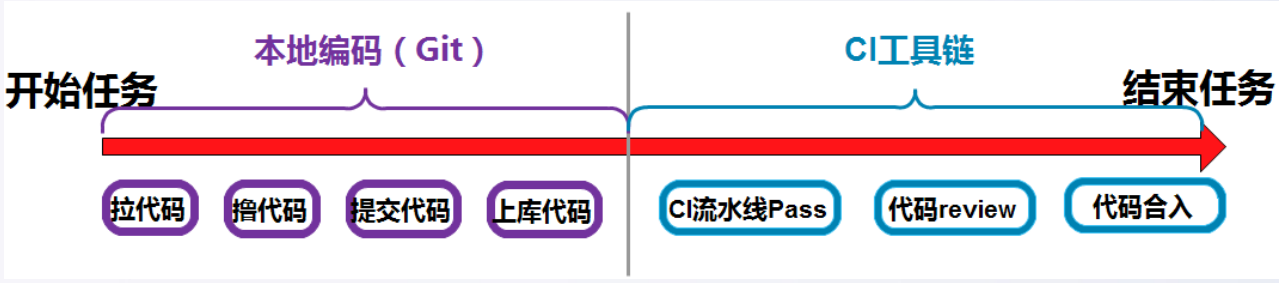 本地编码（Git）
CI工具链
开始任务
结束任务
拉代码
撸代码
提交代码
上库代码
CI流水线Pass
代码review
代码合入